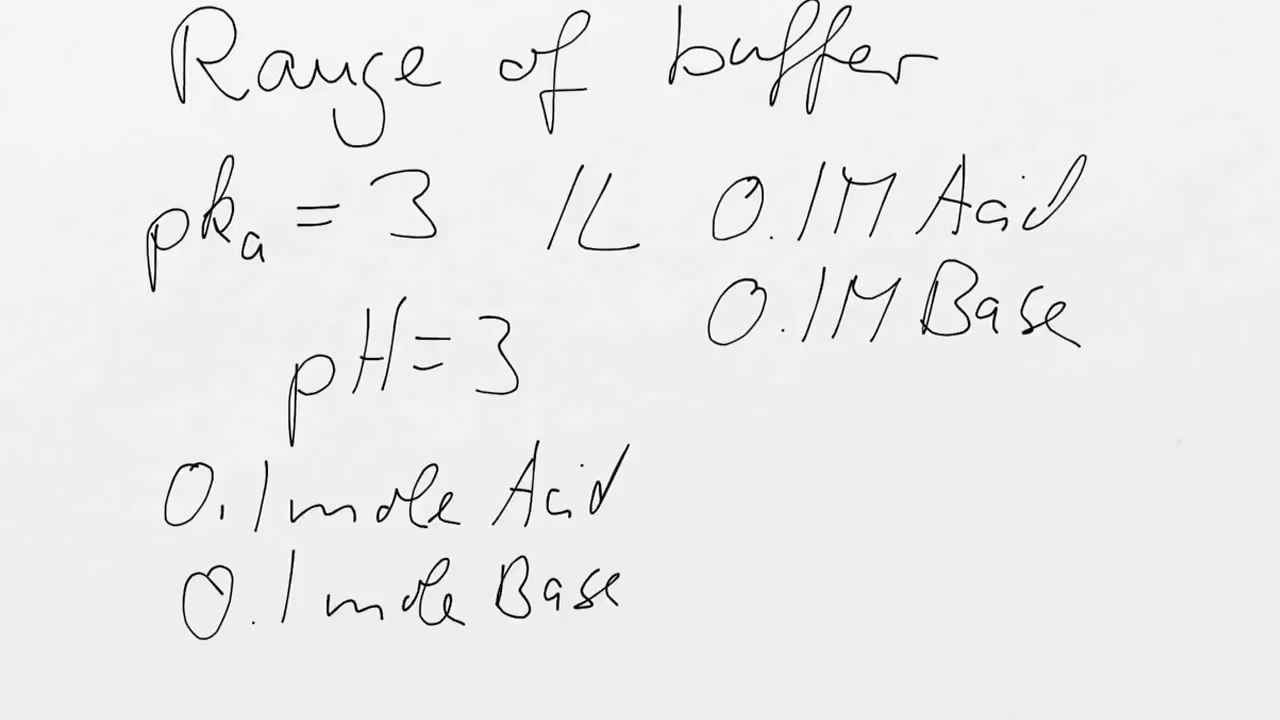 Range of buffer
pka = 3 1L 0.1M Acid
0.1M Base
pH = 3
0.1 mole Acid
0.1 mole Base